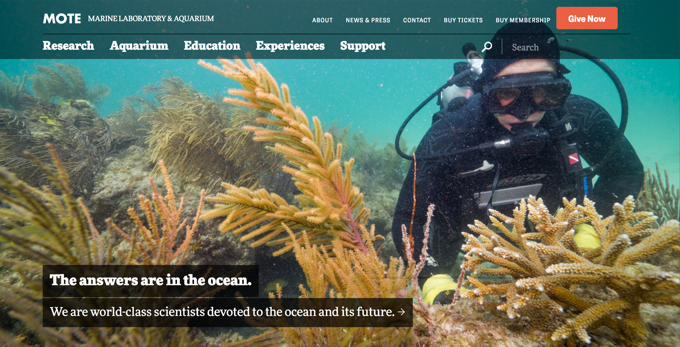 MOTE MARINE LABORATORY & AQUARIUM
ABOUT NEWS & PRESS CONTACT BUY TICKETS BUY MEMBERSHIP Give Now
Research Aquarium Education Experiences Support Search
The answers are in the ocean.
We are world-class scientists devoted to the ocean and its future. →